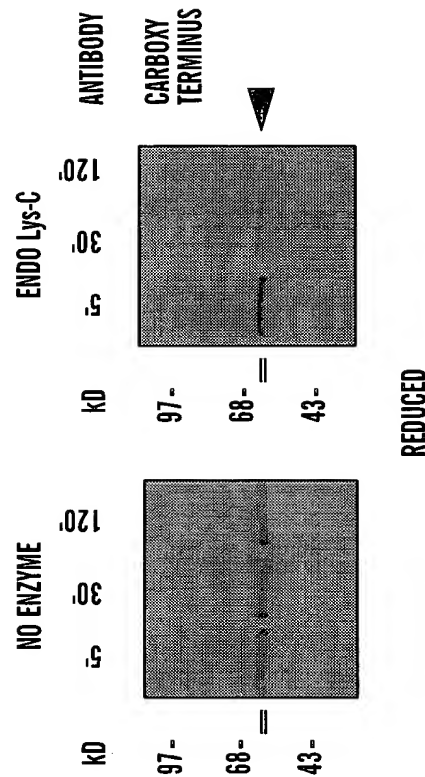 NO ENZYME
kD 5' 30' 120'
97-
68-
43-
ENDO Lys-C
kD 5' 30' 120'
97-
68-
43-
ANTIBODY
CARBOXY
TERMINUS
REDUCED